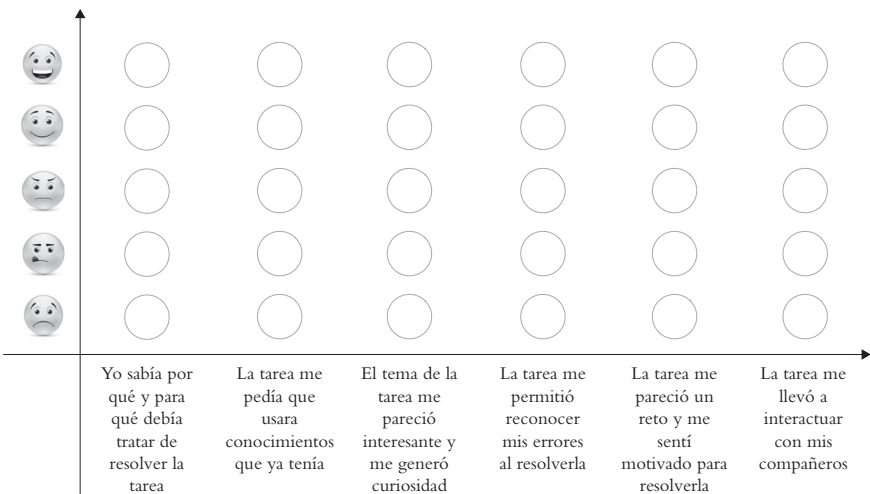 Yo sabía por
qué y para
qué debía
tratar de
resolver la
tarea
La tarea me
pedía que
usara
conocimientos
que ya tenía
El tema de la
tarea me
pareció
interesante y
me generó
curiosidad
La tarea me
permitió
reconocer
mis errores
al resolverla
La tarea me
pareció un
reto y me
sentí
motivado para
resolverla
La tarea me
llevó a
interactuar
con mis
compañeros